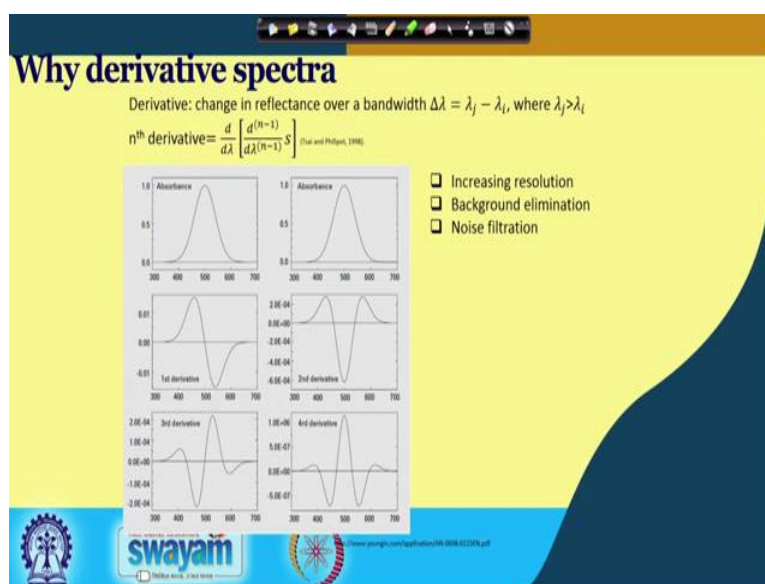 Why derivative spectra
Derivative: change in reflectance over a bandwidth Δλ = λⱼ − λᵢ, where λⱼ>λᵢ
nᵗʰ derivative= d/dλ [d⁽ⁿ⁻¹⁾/dλ⁽ⁿ⁻¹⁾ s] (Tsai and Philipot, 1998).
Increasing resolution
Background elimination
Noise filtration
1.0 Absorbance
0.5
0.0
300 400 500 600 700
1.0 Absorbance
0.5
0.0
300 400 500 600 700
0.01
0.00
-0.01
1st derivative
300 400 500 600 700
2.0E-04
0.0E+00
-2.0E-04
-4.0E-04
-6.0E-04 2nd derivative
300 400 500 600 700
2.0E-04 3rd derivative
1.0E-04
0.0E+00
-1.0E-04
-2.0E-04
300 400 500 600 700
1.0E+06 4rd derivative
5.0E-07
0.0E+00
-5.0E-07
300 400 500 600 700
swayam